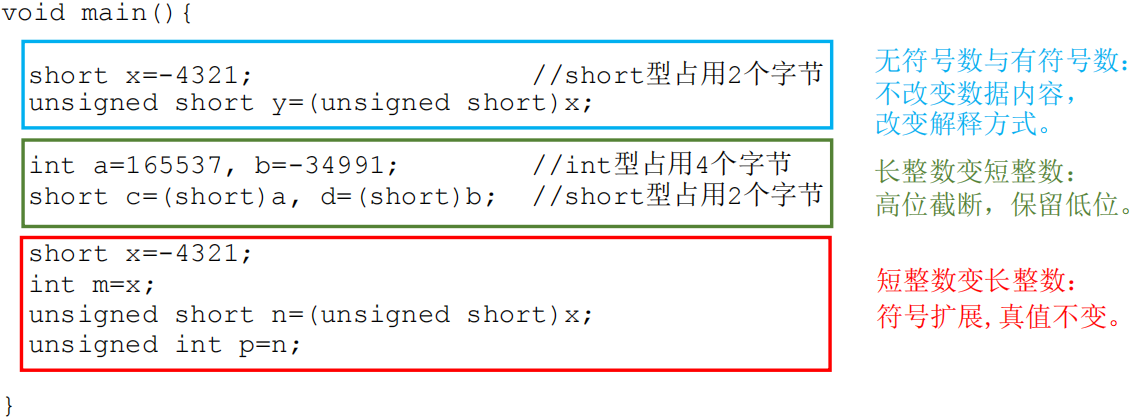 void main(){
short x=-4321; //short型占用2个字节
unsigned short y=(unsigned short)x;
无符号数与有符号数：
不改变数据内容，
改变解释方式。
int a=165537, b=-34991; //int型占用4个字节
short c=(short)a, d=(short)b; //short型占用2个字节
长整数变短整数：
高位截断，保留低位。
short x=-4321;
int m=x;
unsigned short n=(unsigned short)x;
unsigned int p=n;
短整数变长整数：
符号扩展,真值不变。
}